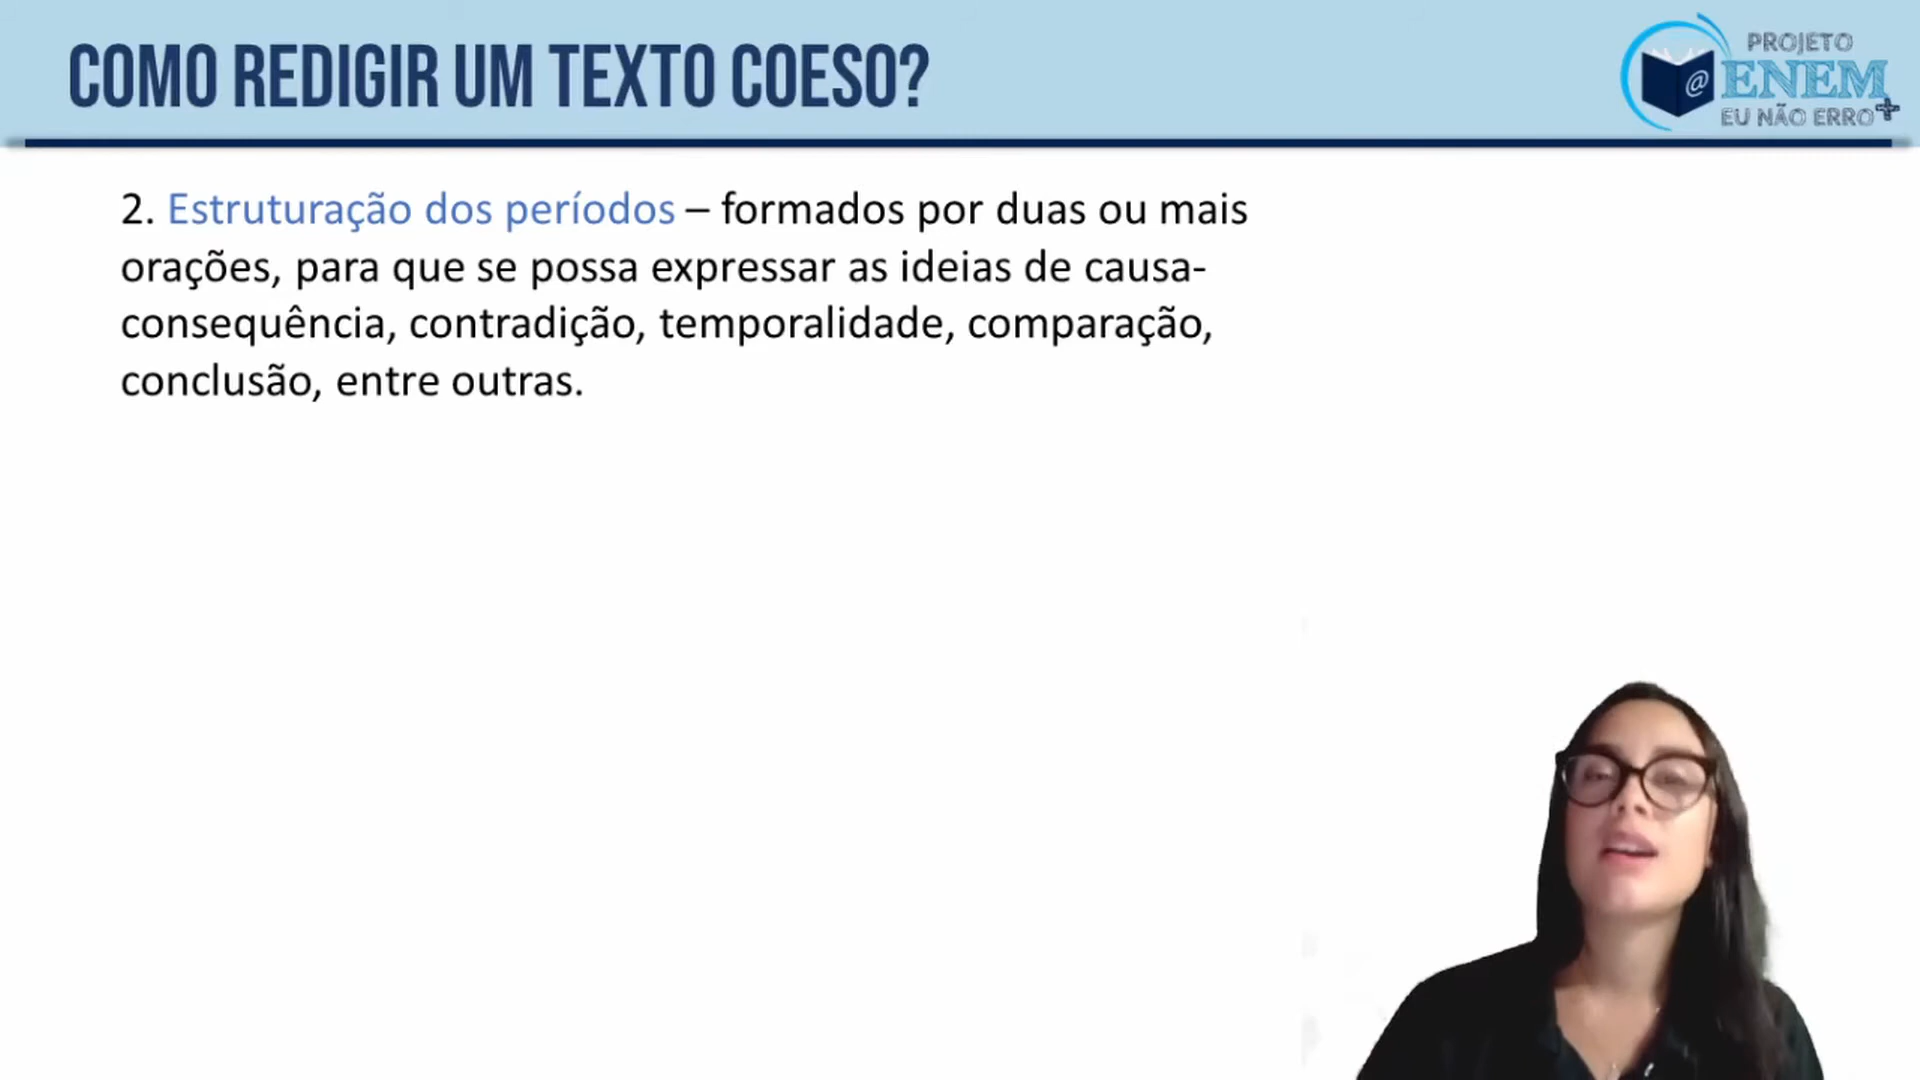 COMO REDIGIR UM TEXTO COESO?
PROJETO
@ENEM
EU NÃO ERRO+
2. Estruturação dos períodos – formados por duas ou mais
orações, para que se possa expressar as ideias de causa-
consequência, contradição, temporalidade, comparação,
conclusão, entre outras.